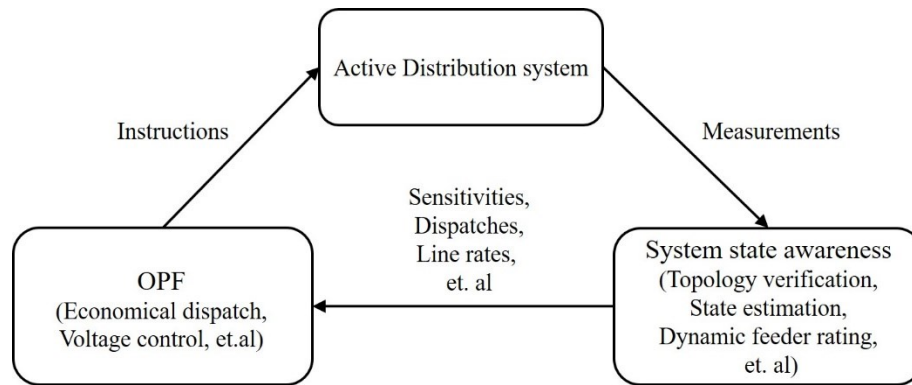 Active Distribution system
Instructions
Measurements
Sensitivities,
Dispatches,
Line rates,
et. al
OPF
(Economical dispatch,
Voltage control, et.al)
System state awareness
(Topology verification,
State estimation,
Dynamic feeder rating,
et. al)